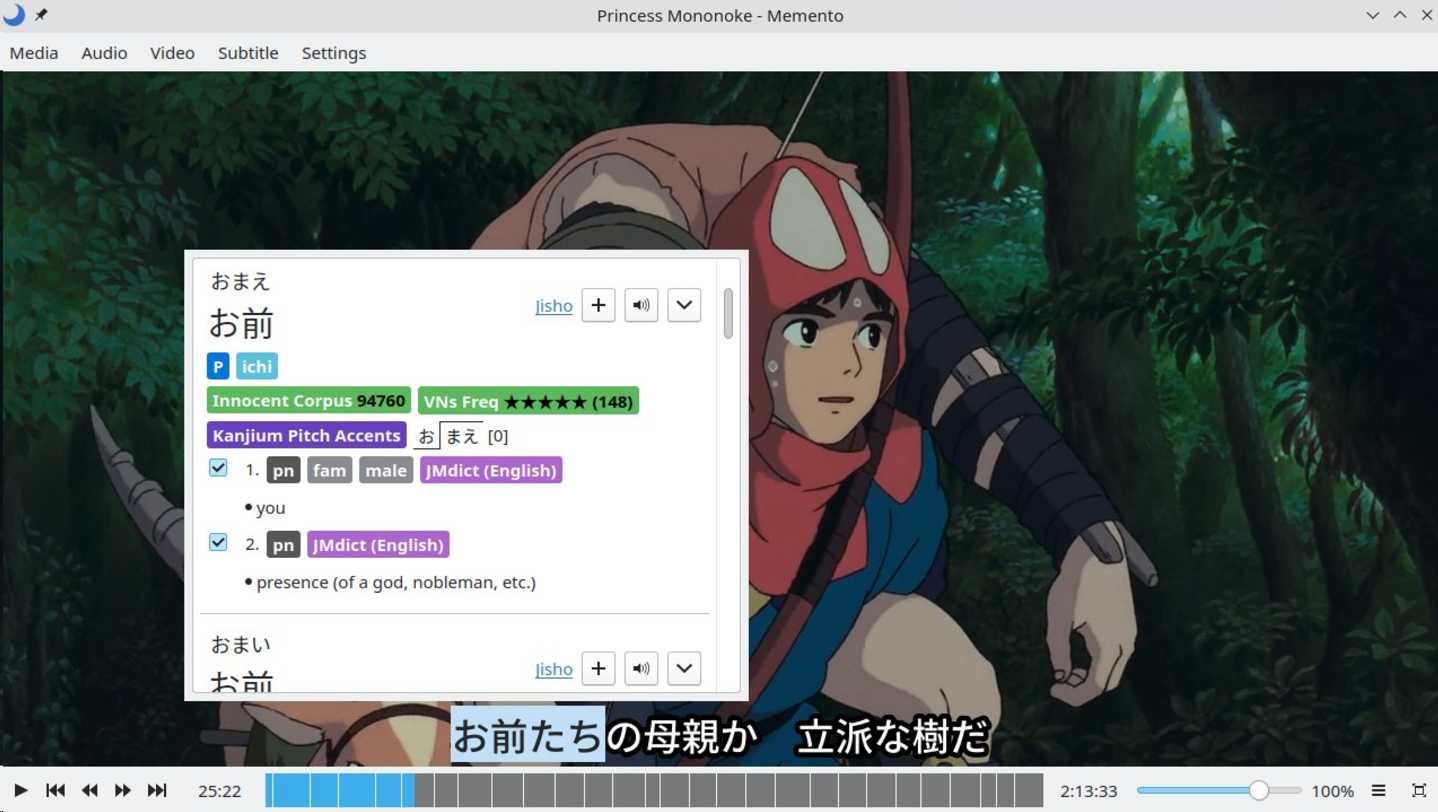 Princess Mononoke - Memento
Media Audio Video Subtitle Settings
おまえ
お前
Jisho
P ichi
Innocent Corpus 94760 VNs Freq ★★★★★ (148)
Kanjium Pitch Accents おまえ [0]
1. pn fam male JMdict (English)
• you
2. pn JMdict (English)
• presence (of a god, nobleman, etc.)
おまい
お前
Jisho
お前たちの母親か　立派な樹だ
25:22 2:13:33 100%